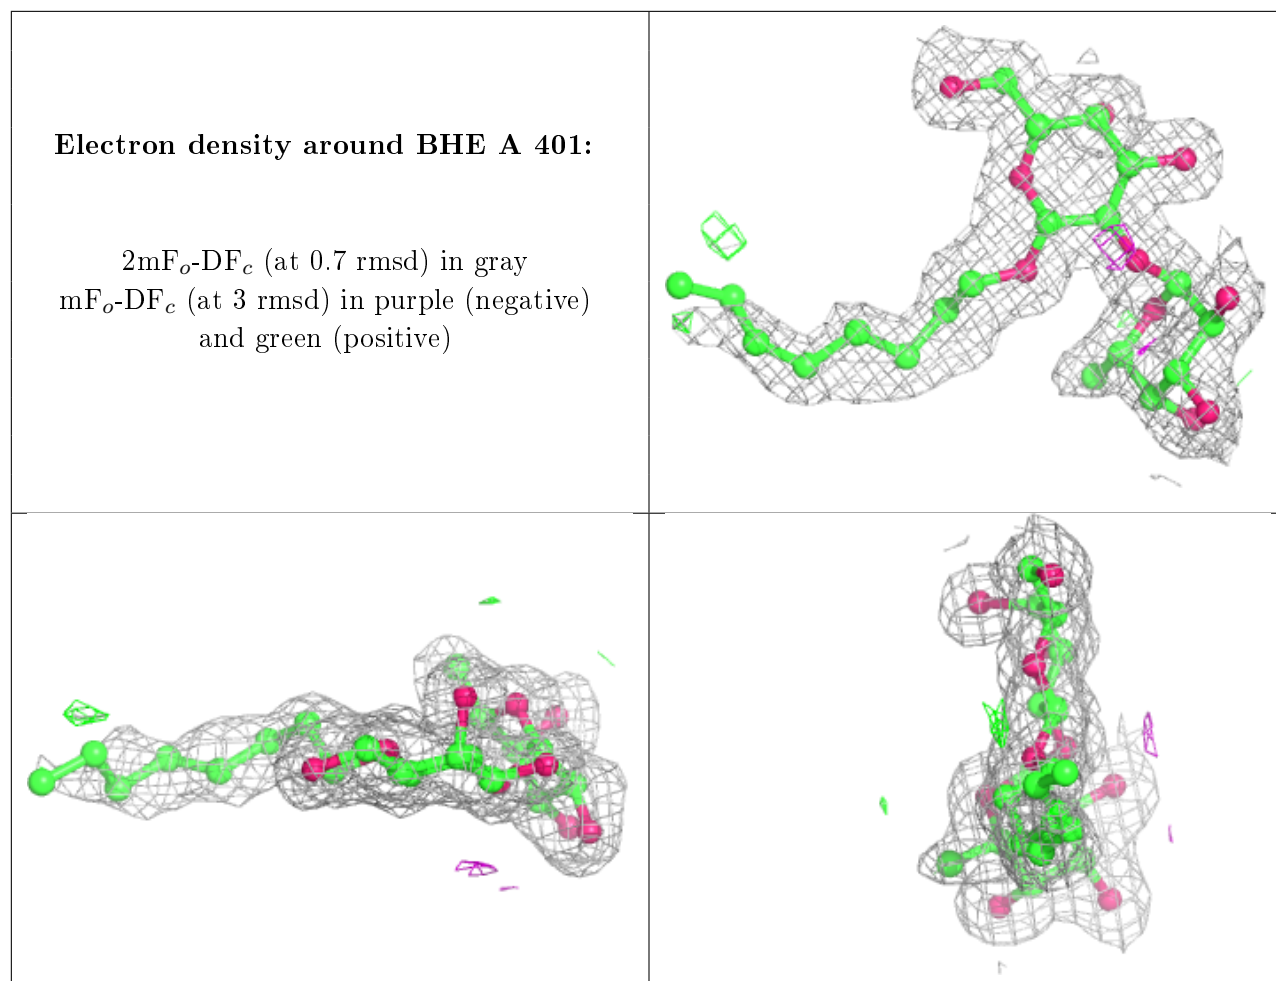 Electron density around BHE A 401:
2mFₒ-DF𝒸 (at 0.7 rmsd) in gray
mFₒ-DF𝒸 (at 3 rmsd) in purple (negative)
and green (positive)